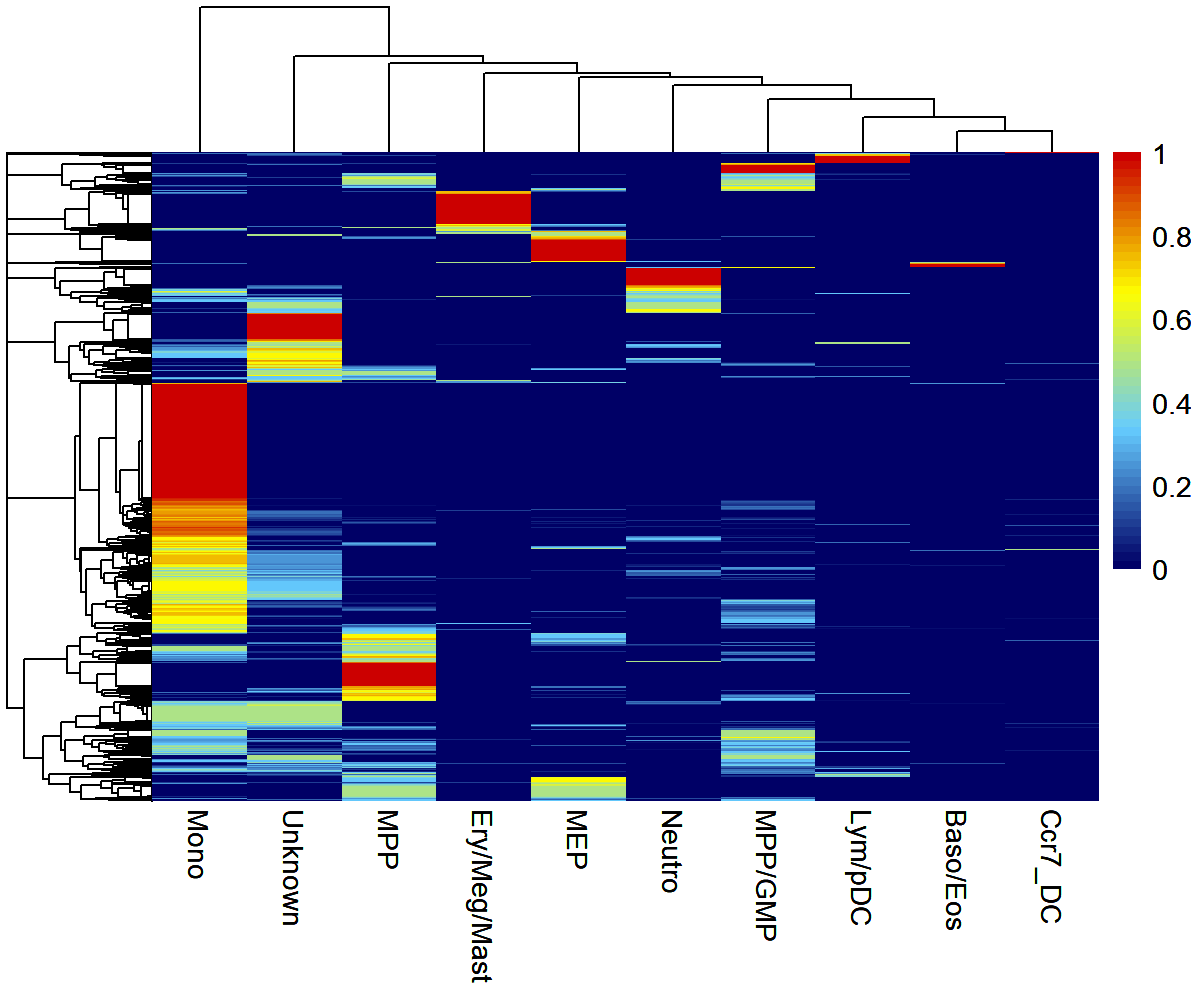 1
0.8
0.6
0.4
0.2
0
Mono
Unknown
MPP
Ery/Meg/Mast
MEP
Neutro
MPP/GMP
Lym/pDC
Baso/Eos
Ccr7_DC